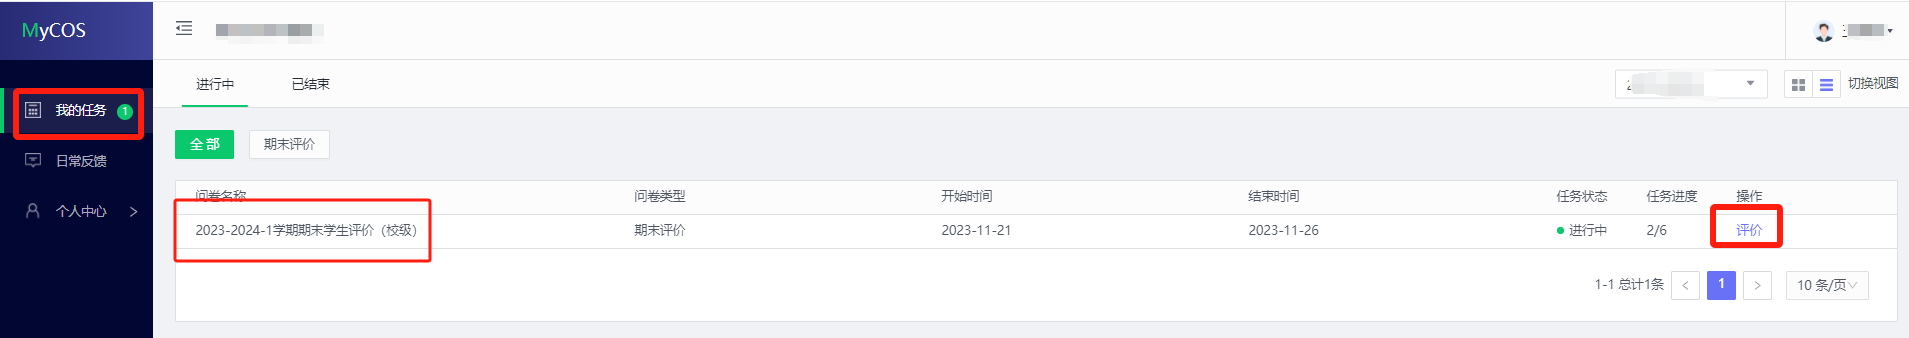 MyCOS
进行中 已结束 切换视图
我的任务 1
全 部 期末评价
日常反馈
问卷名称 问卷类型 开始时间 结束时间 任务状态 任务进度 操作
个人中心
2023-2024-1学期期末学生评价（校级） 期末评价 2023-11-21 2023-11-26 进行中 2/6 评价
1-1 总计1条 < 1 > 10 条/页